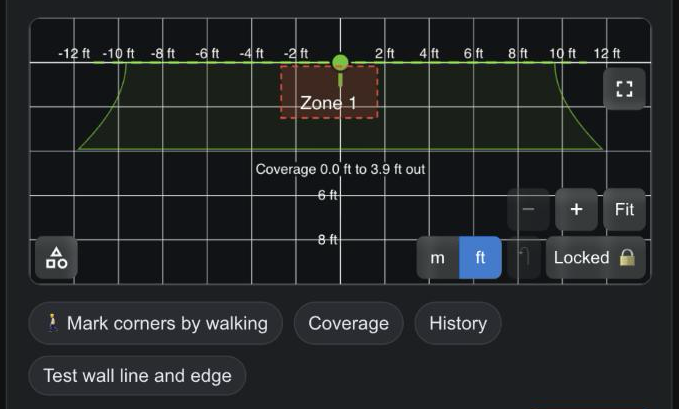 -12 ft -10 ft -8 ft -6 ft -4 ft -2 ft 2 ft 4 ft 6 ft 8 ft 10 ft 12 ft
Zone 1
Coverage 0.0 ft to 3.9 ft out
6 ft
− + Fit
8 ft
m ft Locked
Mark corners by walking Coverage History
Test wall line and edge